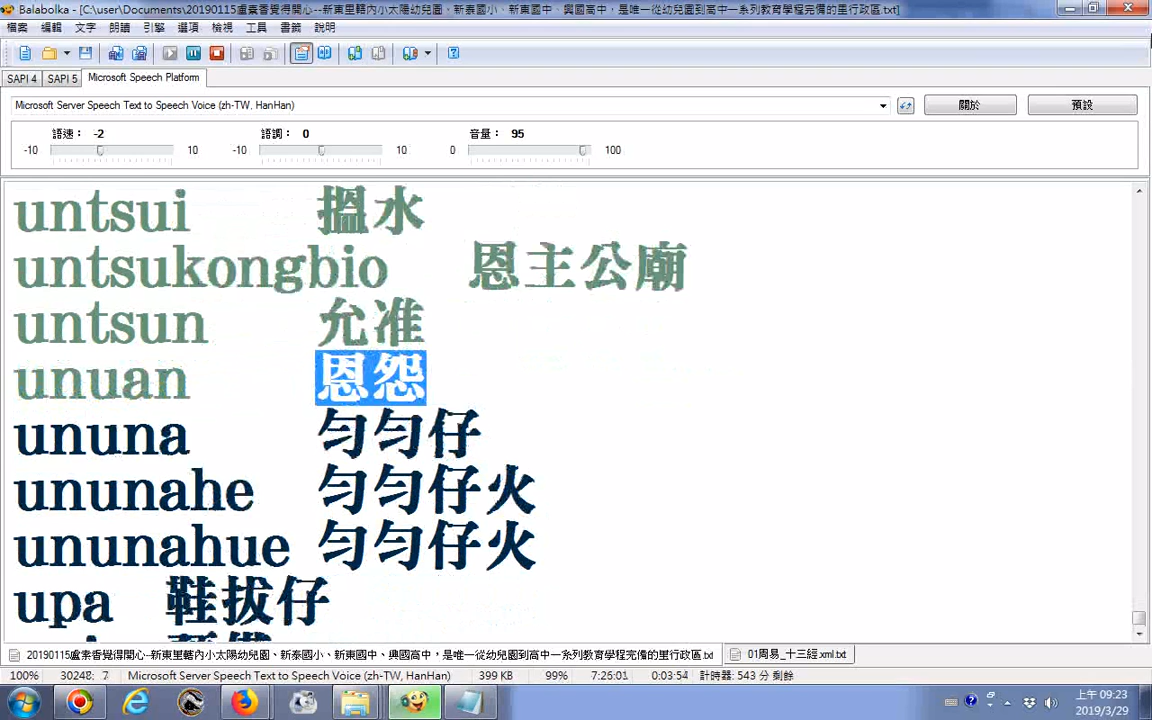 Balabolka - [C:\user\Documents\20190115盧素香覺得開心--新東里轄內小太陽幼兒園、新泰國小、新東國中、興國高中，是唯一從幼兒園到高中一系列教育學程完備的里行政區.txt]
檔案 編輯 文字 朗讀 引擎 選項 檢視 工具 書籤 說明
SAPI 4 SAPI 5 Microsoft Speech Platform
Microsoft Server Speech Text to Speech Voice (zh-TW, HanHan) 關於 預設
語速： -2 語調： 0 音量： 95
-10 10 -10 10 0 100
untsui 搵水
untsukongbio 恩主公廟
untsun 允准
unuan 恩怨
ununa 勻勻仔
ununahe 勻勻仔火
ununahue 勻勻仔火
upa 鞋拔仔
20190115盧素香覺得開心--新東里轄內小太陽幼兒園、新泰國小、新東國中、興國高中，是唯一從幼兒園到高中一系列教育學程完備的里行政區.txt 01周易_十三經.xml.txt
100% 30248: 7 Microsoft Server Speech Text to Speech Voice (zh-TW, HanHan) 399 KB 99% 7:26:01 0:03:54 計時器: 543 分 剩餘
上午 09:23
2019/3/29